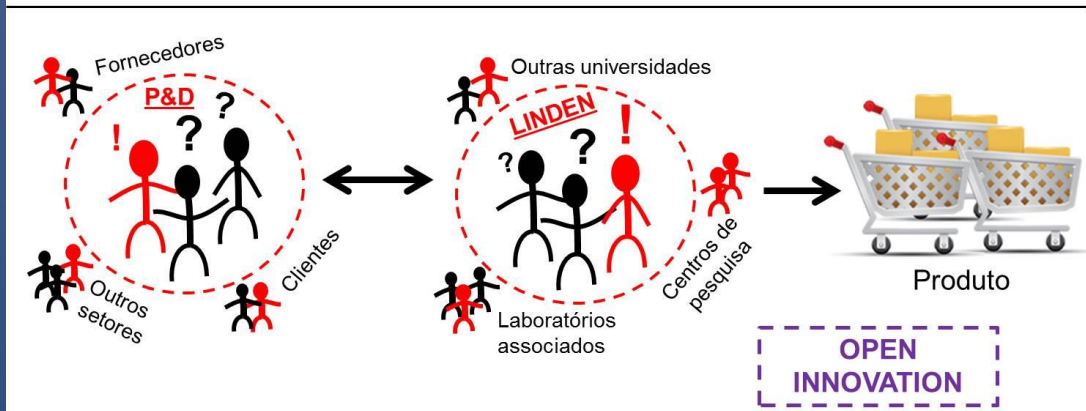 Fornecedores
P&D
!
?
?
Outros
setores
Clientes
Outras universidades
LINDEN
?
?
!
Centros de
pesquisa
Laboratórios
associados
Produto
OPEN
INNOVATION